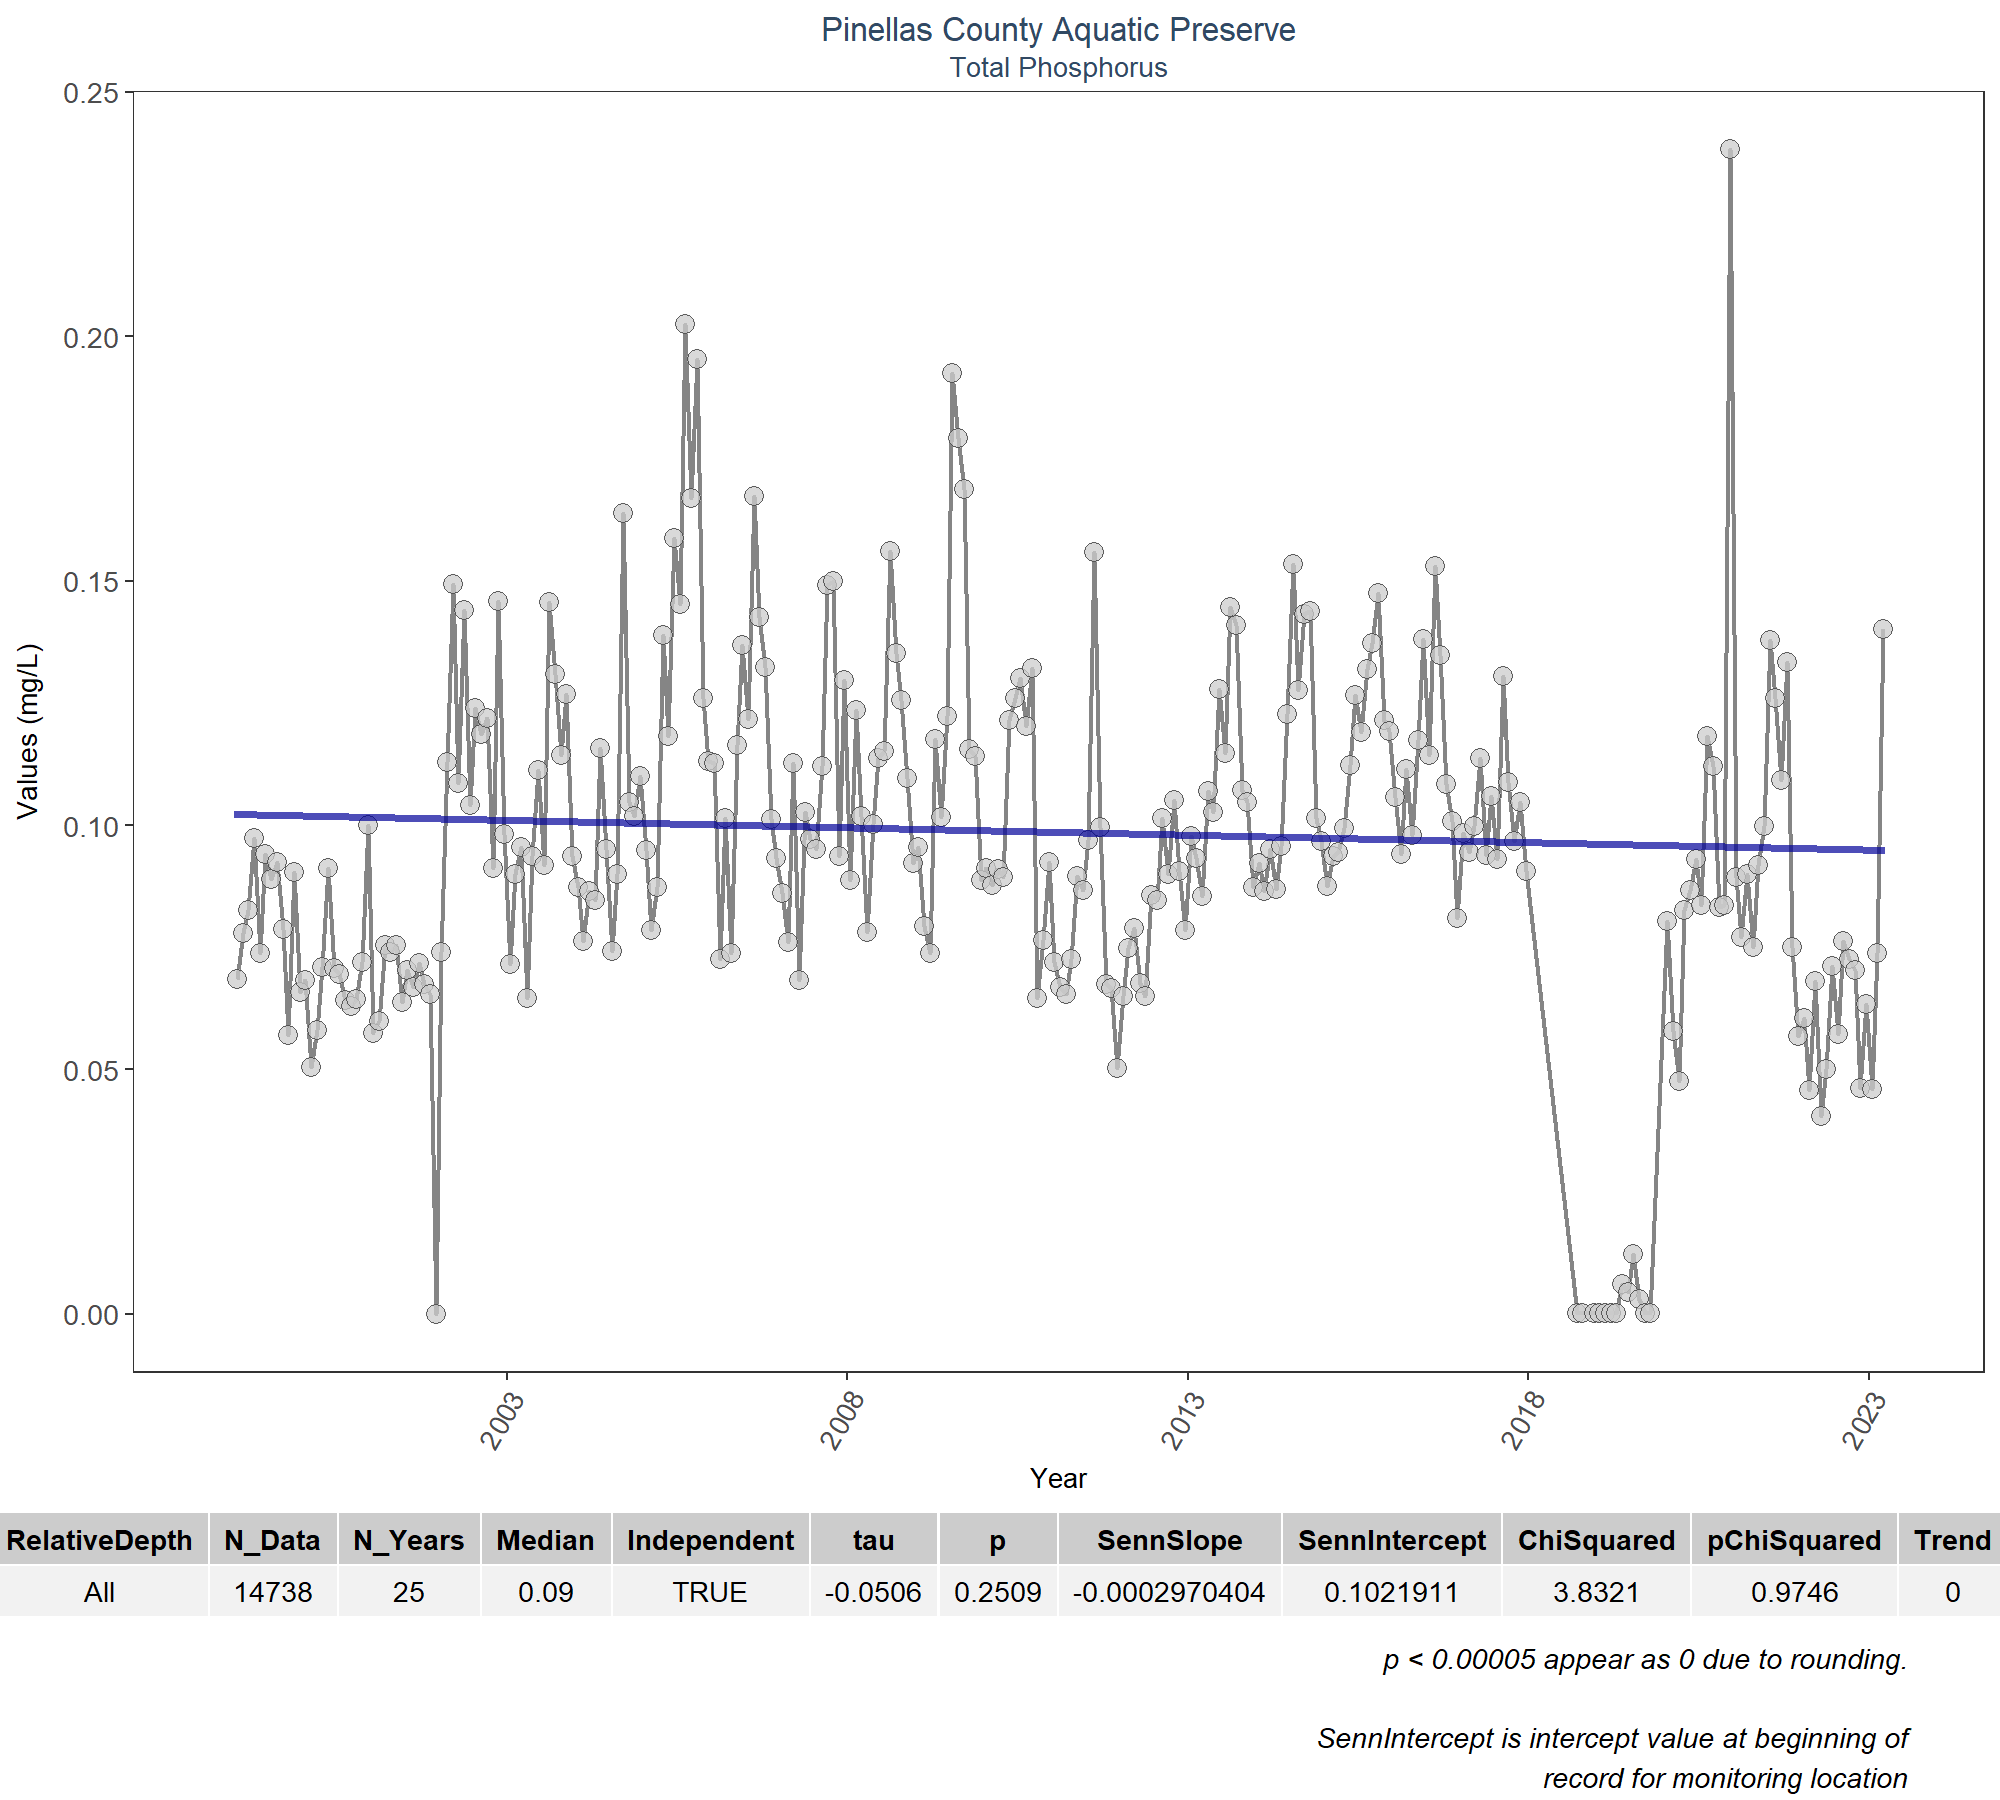 Pinellas County Aquatic Preserve
Total Phosphorus
0.25
0.20
0.15
0.10
0.05
0.00
Values (mg/L)
2003 2008 2013 2018 2023
Year
RelativeDepth N_Data N_Years Median Independent tau p SennSlope SennIntercept ChiSquared pChiSquared Trend
All 14738 25 0.09 TRUE -0.0506 0.2509 -0.0002970404 0.1021911 3.8321 0.9746 0
p < 0.00005 appear as 0 due to rounding.
SennIntercept is intercept value at beginning of
record for monitoring location